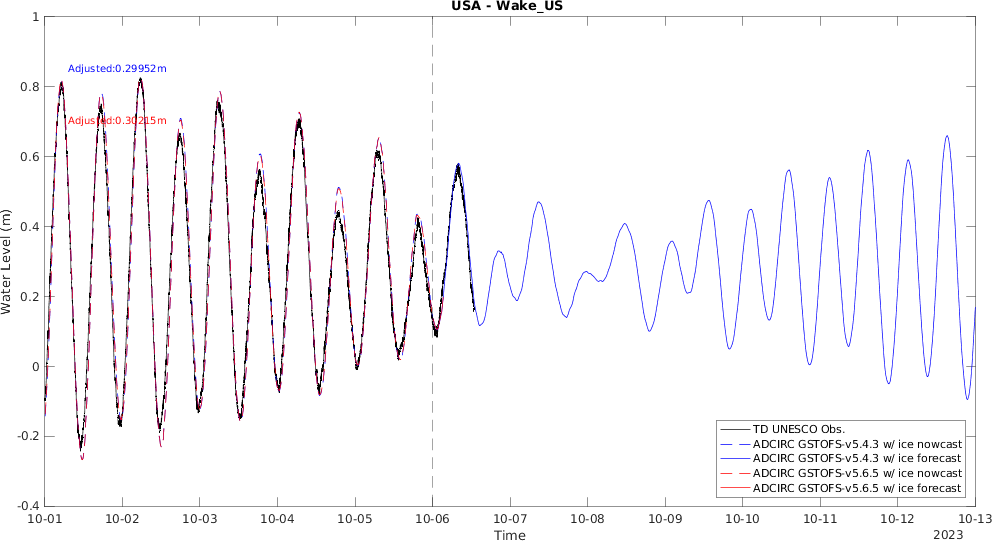 USA - Wake_US
Adjusted:0.29952m
Adjusted:0.30215m
Water Level (m)
1
0.8
0.6
0.4
0.2
0
-0.2
-0.4
TD UNESCO Obs.
ADCIRC GSTOFS-v5.4.3 w/ ice nowcast
ADCIRC GSTOFS-v5.4.3 w/ ice forecast
ADCIRC GSTOFS-v5.6.5 w/ ice nowcast
ADCIRC GSTOFS-v5.6.5 w/ ice forecast
10-01 10-02 10-03 10-04 10-05 10-06 10-07 10-08 10-09 10-10 10-11 10-12 10-13
Time
2023